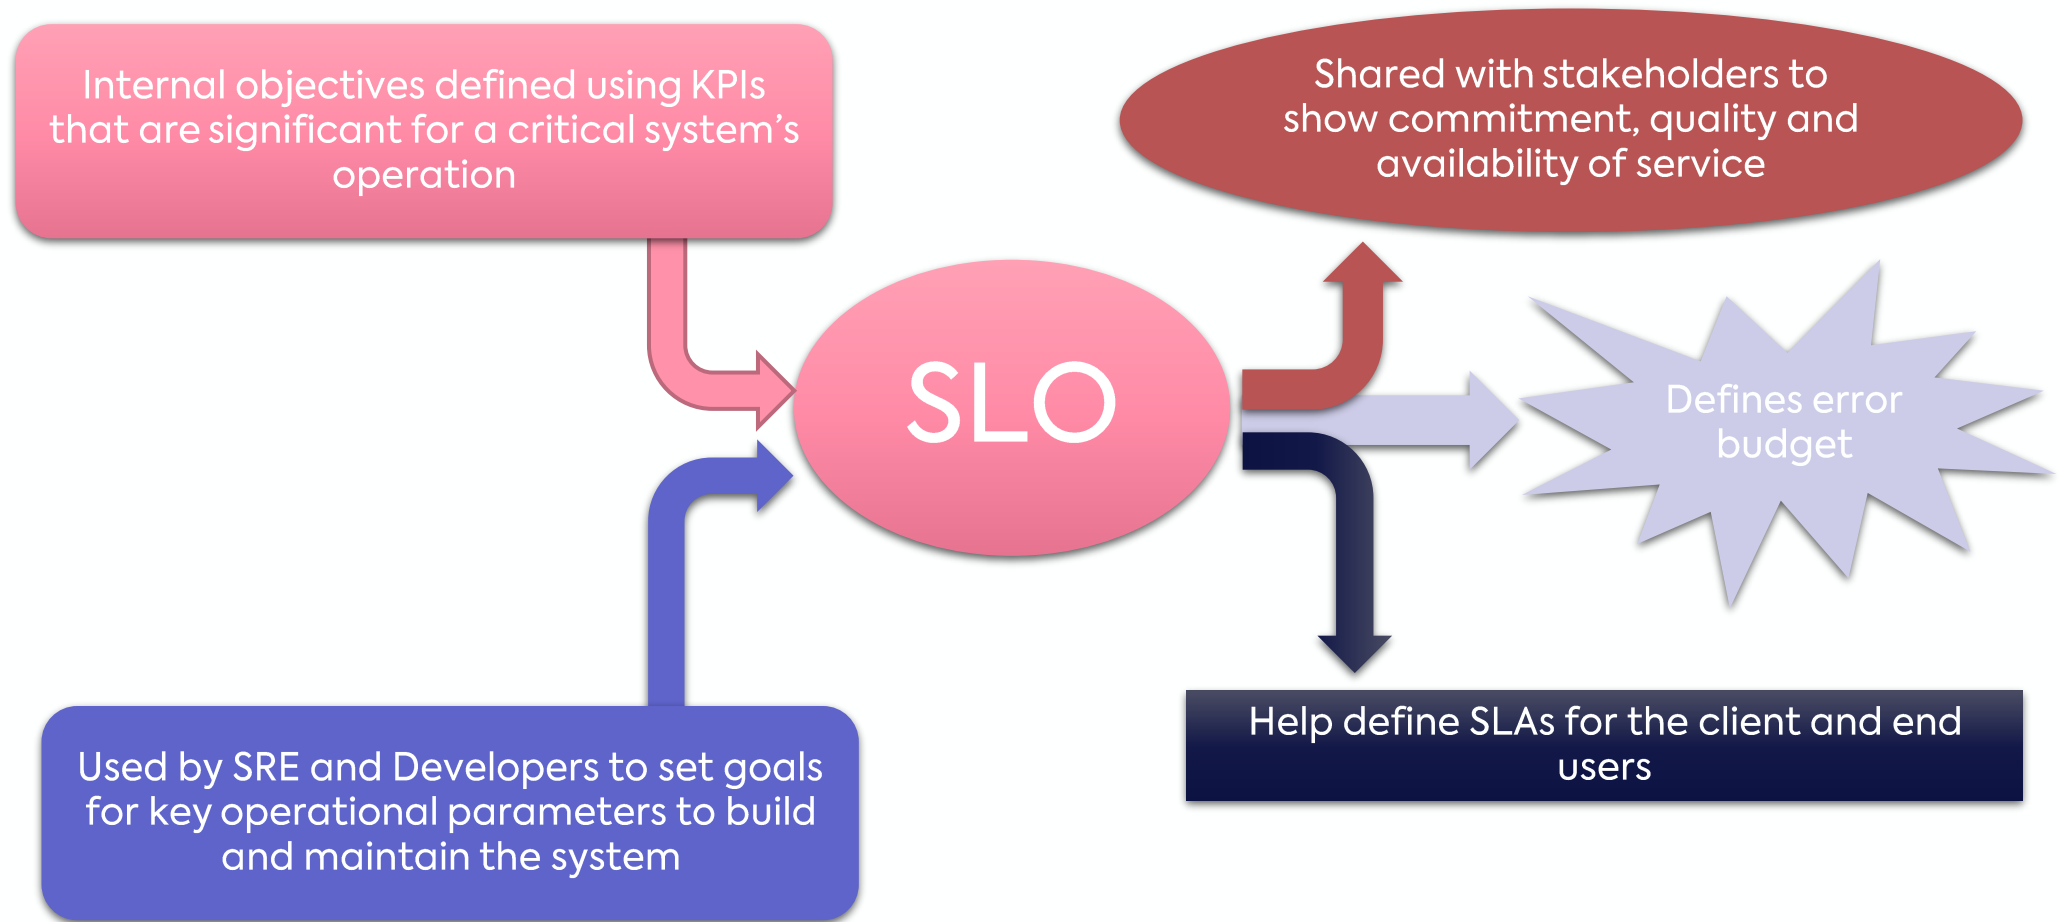 Internal objectives defined using KPIs
that are significant for a critical system's
operation
Shared with stakeholders to
show commitment, quality and
availability of service
SLO
Defines error
budget
Help define SLAs for the client and end
users
Used by SRE and Developers to set goals
for key operational parameters to build
and maintain the system